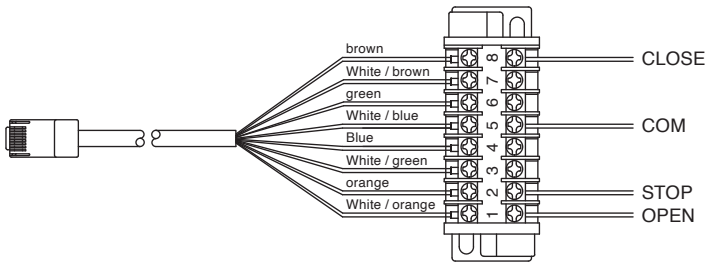 brown
8
CLOSE
White / brown
7
green
6
White / blue
5
COM
Blue
4
White / green
3
orange
2
STOP
White / orange
1
OPEN